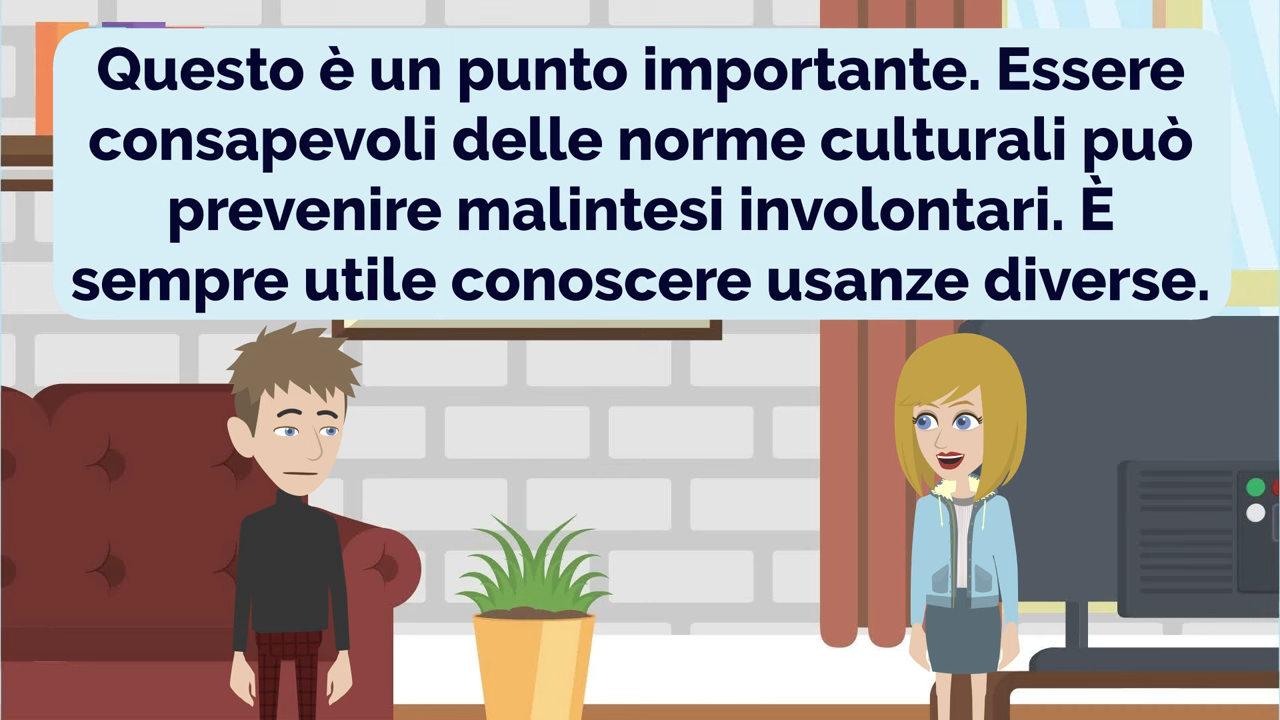 Questo è un punto importante. Essere
consapevoli delle norme culturali può
prevenire malintesi involontari. È
sempre utile conoscere usanze diverse.